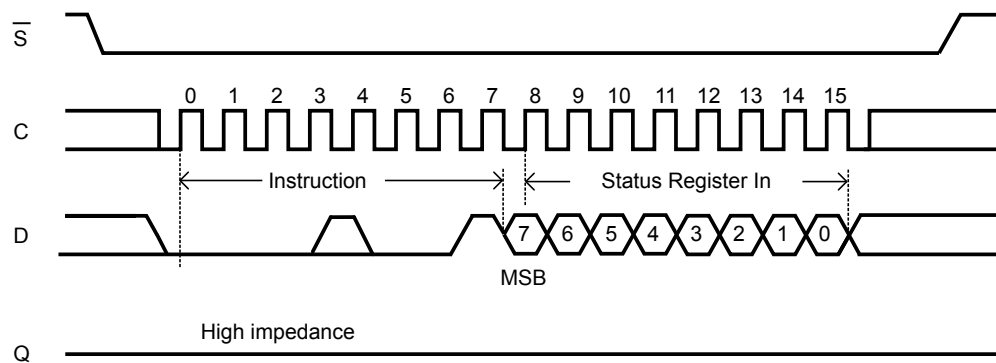 S
0 1 2 3 4 5 6 7 8 9 10 11 12 13 14 15
C
Instruction Status Register In
D 7 6 5 4 3 2 1 0
MSB
High impedance
Q